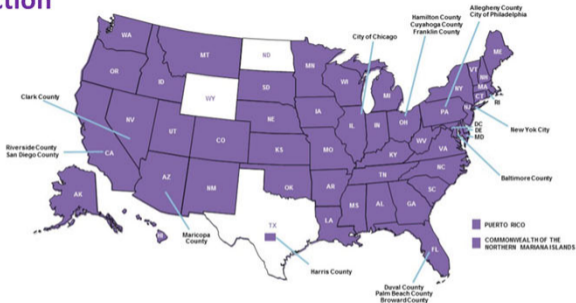 ction
Allegheny County
City of Philadelphia
Hamilton County
Cuyahoga County
Franklin County
City of Chicago
WA
MT
ND
MN
ME
OR
ID
WY
SD
WI
MI
VT
NH
NY
MA
CT
RI
Clark County
NV
UT
CO
NE
IA
IL
IN
OH
PA
NJ
DC
DE
MD
New Yok City
WV
VA
KS
MO
KY
Riverside County
San Diego County
CA
AZ
NM
OK
AR
TN
NC
SC
Baltimore County
AK
MS
AL
GA
LA
TX
Maricopa
County
Harris County
FL
PUERTO RICO
COMMONWEALTH OF THE
NORTHERN MARIANA ISLANDS
Duval County
Palm Beach County
Broward County